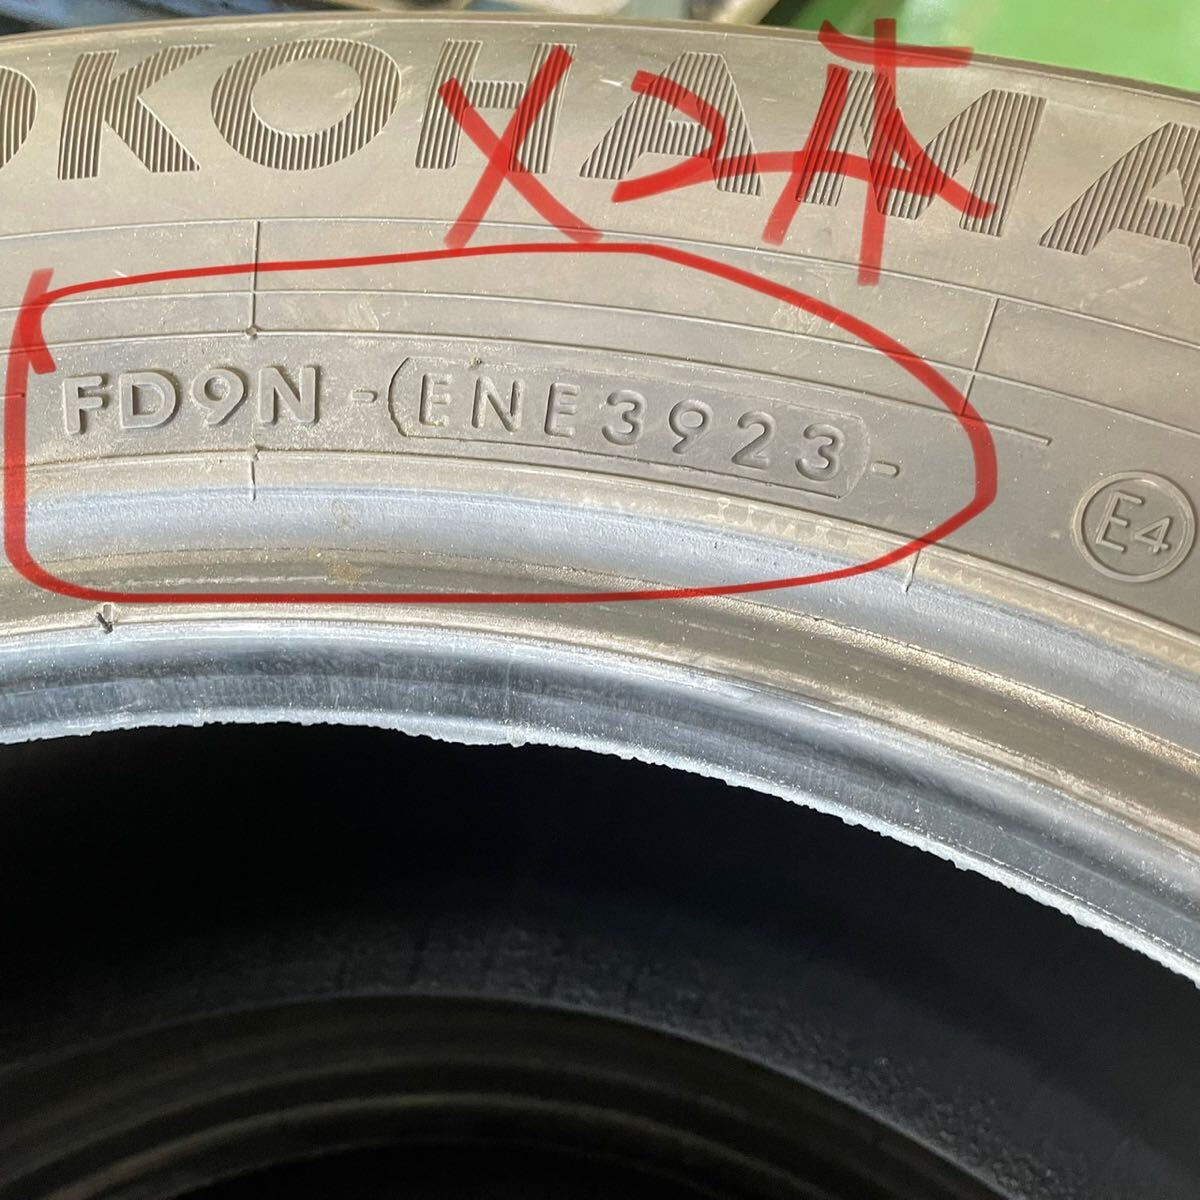 OKOHAMA
×2本
FD9N-(ENE3923)-
E4